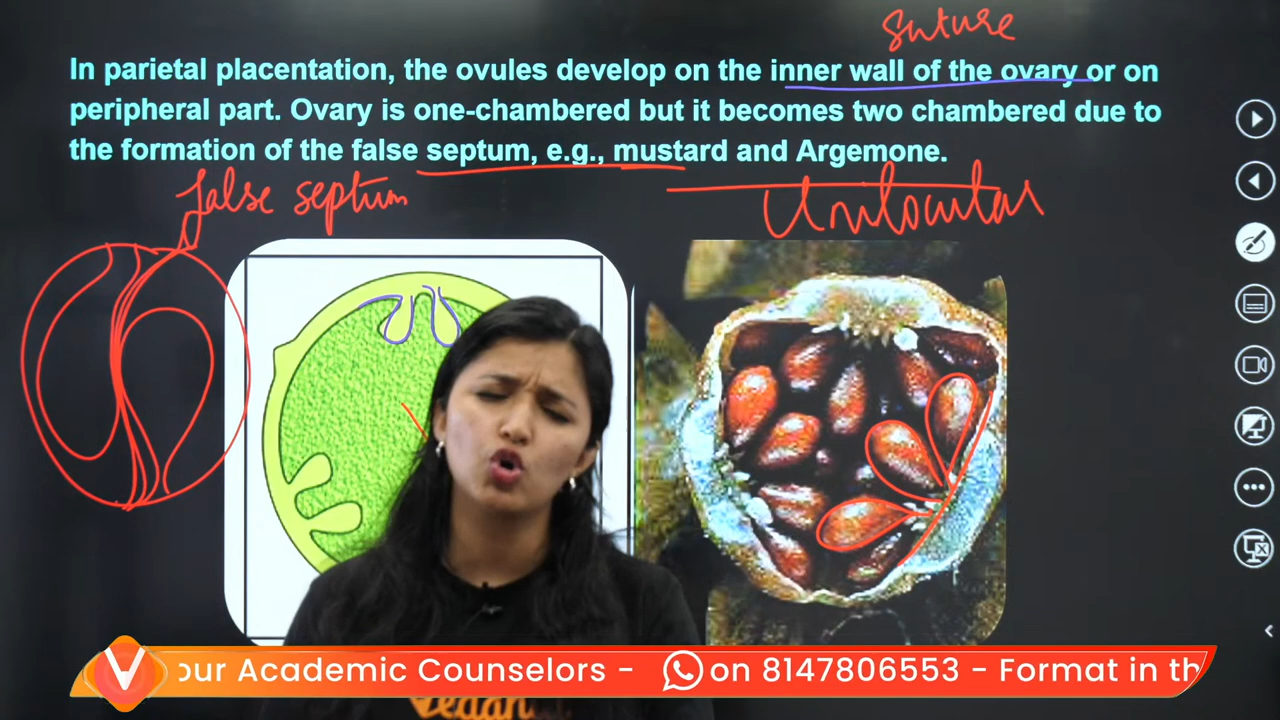 Suture
In parietal placentation, the ovules develop on the inner wall of the ovary or on
peripheral part. Ovary is one-chambered but it becomes two chambered due to
the formation of the false septum, e.g., mustard and Argemone.
false septum
Unilocular
our Academic Counselors - on 8147806553 - Format in th
V
Vedan